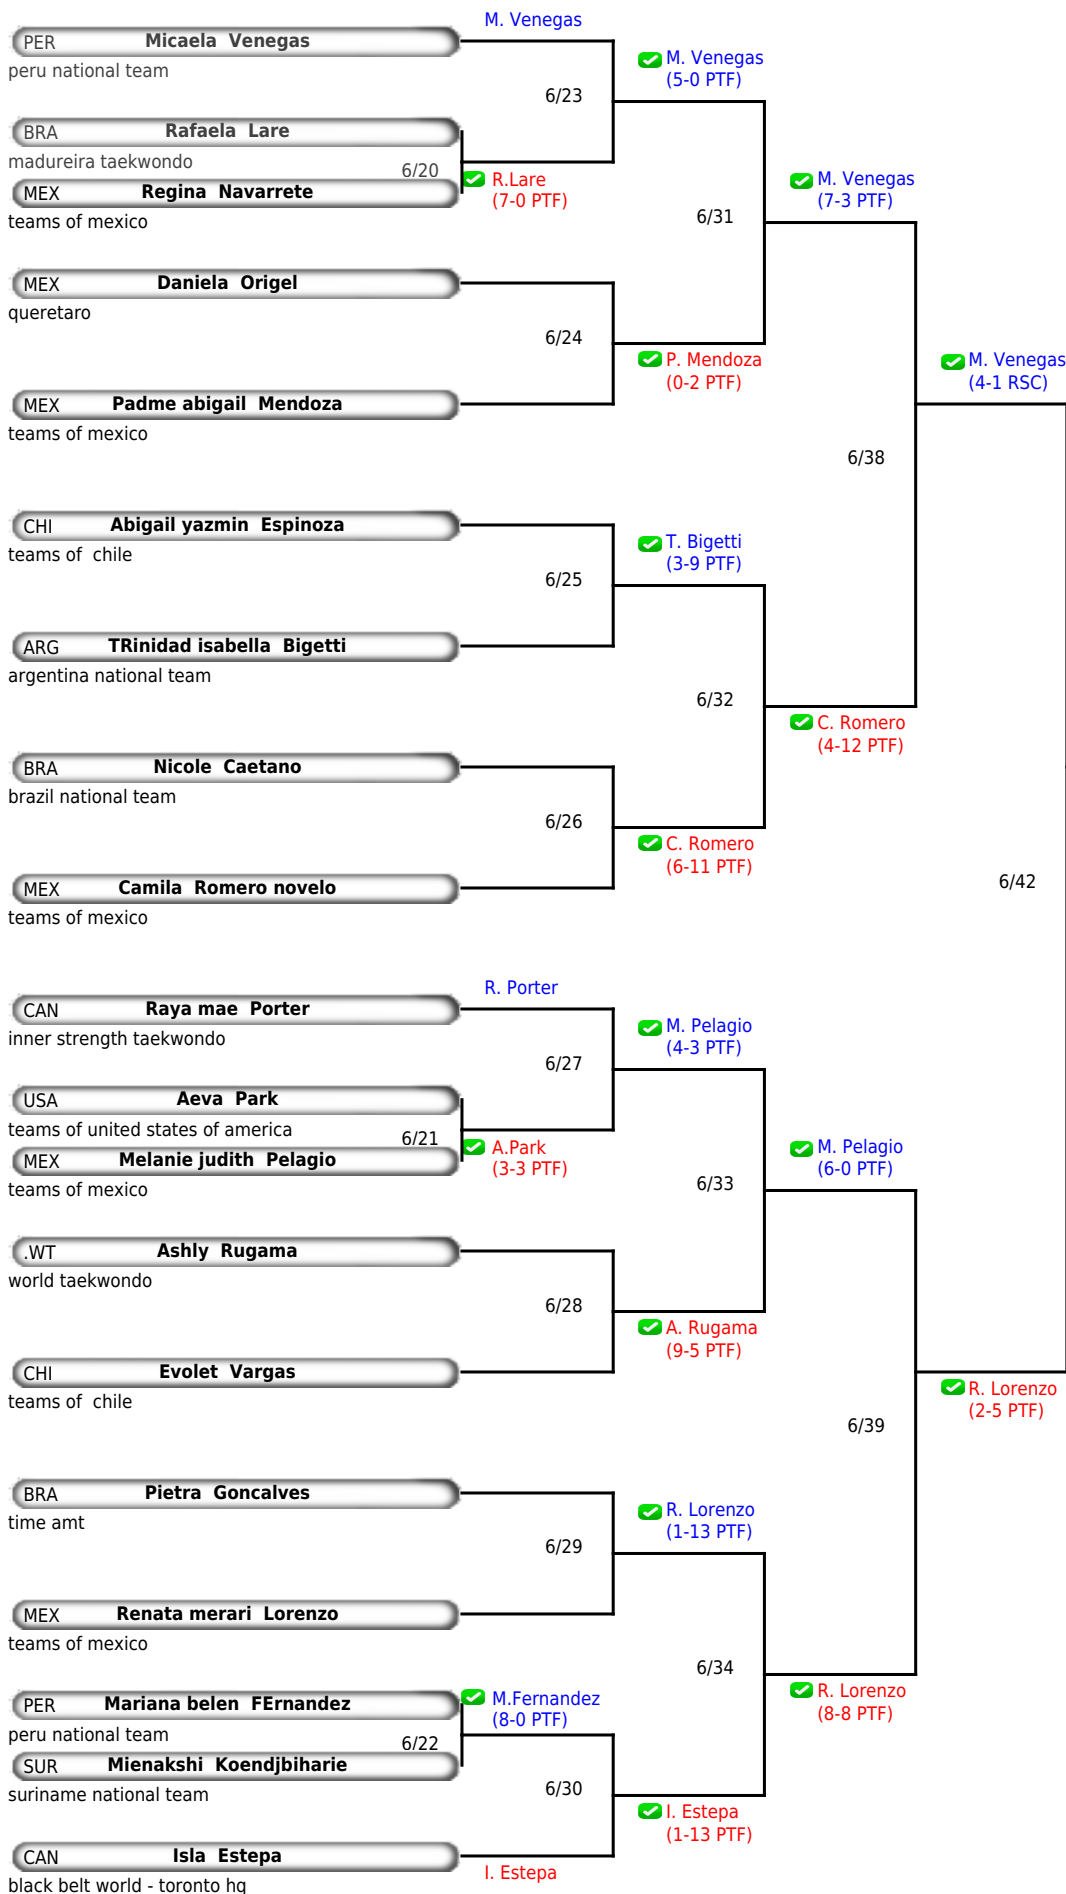 M. Venegas
PER Micaela Venegas
peru national team
M. Venegas
(5-0 PTF)
6/23
BRA Rafaela Lare
madureira taekwondo
6/20
R.Lare
(7-0 PTF)
MEX Regina Navarrete
teams of mexico
M. Venegas
(7-3 PTF)
6/31
MEX Daniela Origel
queretaro
6/24
P. Mendoza
(0-2 PTF)
MEX Padme abigail Mendoza
teams of mexico
M. Venegas
(4-1 RSC)
6/38
CHI Abigail yazmin Espinoza
teams of chile
T. Bigetti
(3-9 PTF)
6/25
ARG TRinidad isabella Bigetti
argentina national team
6/32
C. Romero
(4-12 PTF)
BRA Nicole Caetano
brazil national team
6/26
C. Romero
(6-11 PTF)
MEX Camila Romero novelo
teams of mexico
6/42
R. Porter
CAN Raya mae Porter
inner strength taekwondo
M. Pelagio
(4-3 PTF)
6/27
USA Aeva Park
teams of united states of america
6/21
A.Park
(3-3 PTF)
MEX Melanie judith Pelagio
teams of mexico
M. Pelagio
(6-0 PTF)
6/33
.WT Ashly Rugama
world taekwondo
6/28
A. Rugama
(9-5 PTF)
CHI Evolet Vargas
teams of chile
R. Lorenzo
(2-5 PTF)
6/39
BRA Pietra Goncalves
time amt
R. Lorenzo
(1-13 PTF)
6/29
MEX Renata merari Lorenzo
teams of mexico
6/34
R. Lorenzo
(8-8 PTF)
PER Mariana belen FErnandez
peru national team
6/22
M.Fernandez
(8-0 PTF)
SUR Mienakshi Koendjbiharie
suriname national team
6/30
I. Estepa
(1-13 PTF)
CAN Isla Estepa
I. Estepa
black belt world - toronto hq